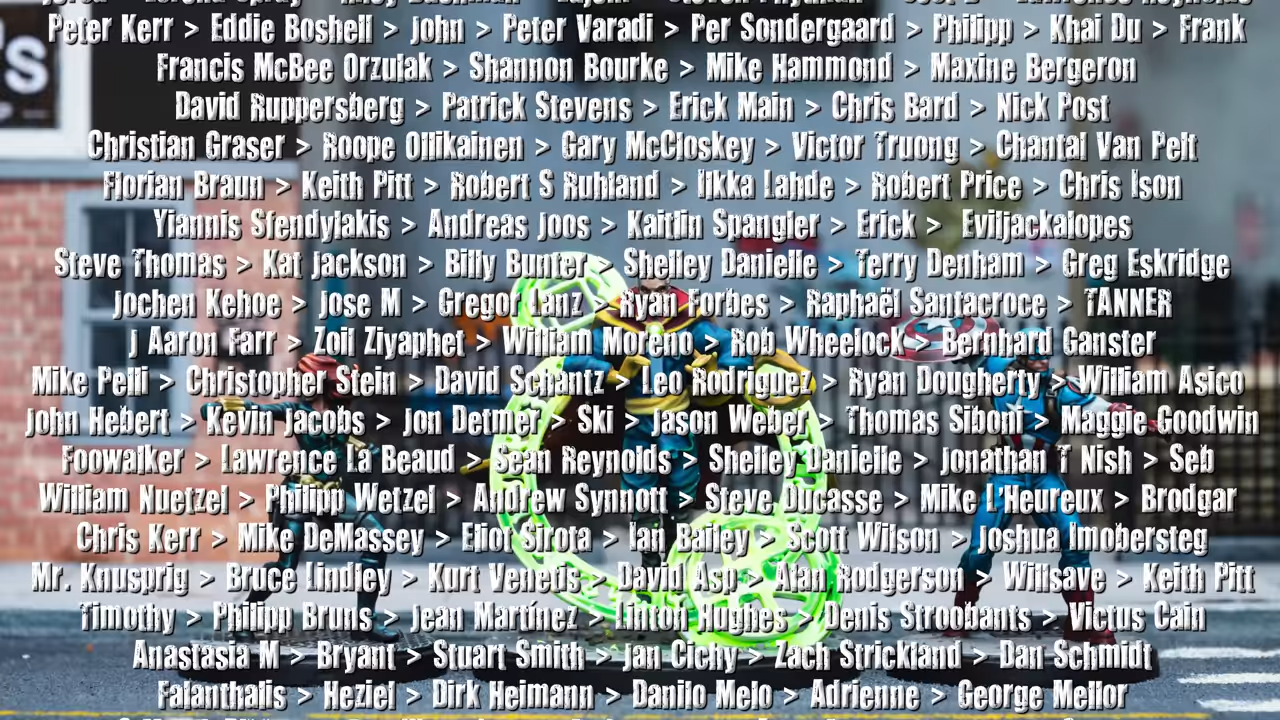 Peter Kerr > Eddie Boshell > John > Peter Varadi > Per Sondergaard > Philipp > Khai Du > Frank
Francis McBee Orzulak > Shannon Bourke > Mike Hammond > Maxine Bergeron
David Ruppersberg > Patrick Stevens > Erick Main > Chris Bard > Nick Post
Christian Graser > Roope Ollikainen > Gary McCloskey > Victor Truong > Chantal Van Pelt
Florian Braun > Keith Pitt > Robert S Ruhland > Ilkka Lahde > Robert Price > Chris Ison
Yiannis Sfendylakis > Andreas Joos > Kaitlin Spangler > Erick > Eviljackalopes
Steve Thomas > Kat Jackson > Billy Bunter > Shelley Danielle > Terry Denham > Greg Eskridge
Jochen Kehoe > Jose M > Gregor Lanz > Ryan Forbes > Raphaël Santacroce > TANNER
J Aaron Farr > Zoil Ziyaphet > William Moreno > Rob Wheelock > Bernhard Ganster
Mike Pelli > Christopher Stein > David Schantz > Leo Rodriguez > Ryan Dougherty > William Asico
John Hebert > Kevin Jacobs > Jon Detmer > Ski > Jason Weber > Thomas Siboni > Maggie Goodwin
Foowalker > Lawrence La Beaud > Sean Reynolds > Shelley Danielle > Jonathan T Nish > Seb
William Nuetzel > Philipp Wetzel > Andrew Synnott > Steve Ducasse > Mike L'Heureux > Brodgar
Chris Kerr > Mike DeMassey > Eliot Sirota > Ian Bailey > Scott Wilson > Joshua Imobersteg
Mr. Knusprig > Bruce Lindley > Kurt Venetis > David Asp > Alan Rodgerson > Willsave > Keith Pitt
Timothy > Philipp Bruns > Jean Martínez > Linton Hughes > Denis Stroobants > Victus Cain
Anastasia M > Bryant > Stuart Smith > Jan Cichy > Zach Strickland > Dan Schmidt
Falanthalis > Heziel > Dirk Heimann > Danilo Melo > Adrienne > George Mellor